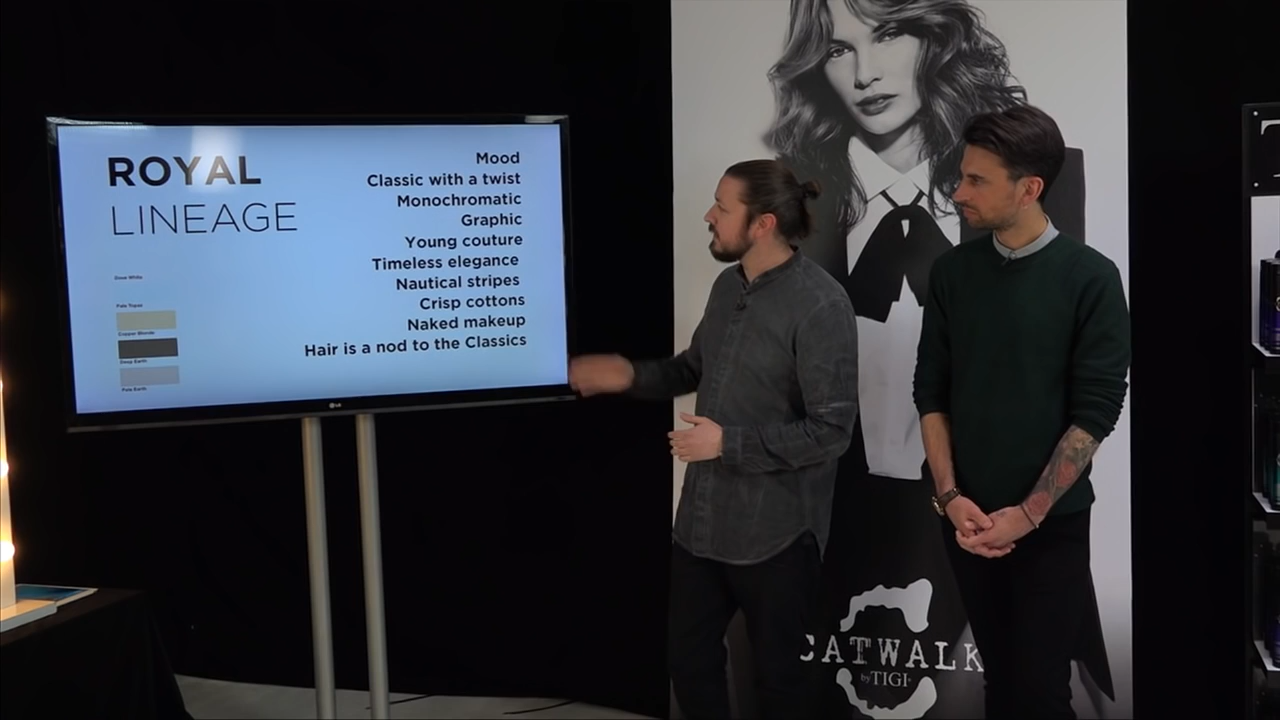 ROYAL
LINEAGE
Mood
Classic with a twist
Monochromatic
Graphic
Young couture
Timeless elegance
Nautical stripes
Crisp cottons
Naked makeup
Hair is a nod to the Classics
Dove White
Pale Topaz
Copper Blonde
Deep Earth
Pale Earth
LG
CATWALK
by TIGI
T